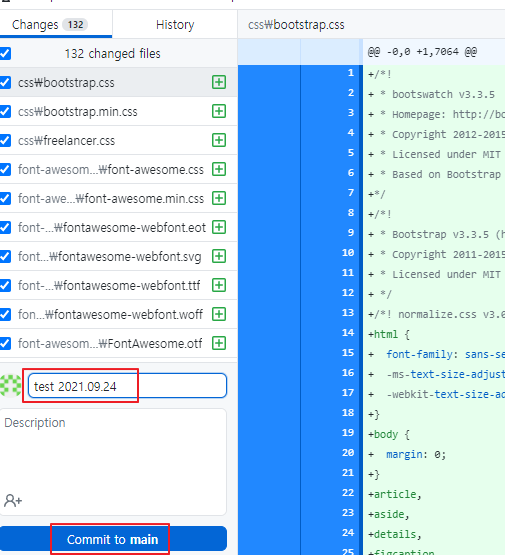 Changes 132
History
css₩bootstrap.css
132 changed files
@@ -0,0 +1,7064 @@
css₩bootstrap.css
css₩bootstrap.min.css
css₩freelancer.css
font-awesom...₩font-awesome.css
font-awe...₩font-awesome.min.css
font-...₩fontawesome-webfont.eot
font...₩fontawesome-webfont.svg
font-...₩fontawesome-webfont.ttf
fon...₩fontawesome-webfont.woff
font-awesom...₩FontAwesome.otf
test 2021.09.24
Description
Commit to main
1 +/*!
2 + * bootswatch v3.3.5
3 + * Homepage: http://bo
4 + * Copyright 2012-2015
5 + * Licensed under MIT
6 + * Based on Bootstrap
7 +*/
8 +/*!
9 + * Bootstrap v3.3.5 (h
10 + * Copyright 2011-2015
11 + * Licensed under MIT
12 + */
13 +/*! normalize.css v3.0
14 +html {
15 +  font-family: sans-se
16 +  -ms-text-size-adjust
17 +  -webkit-text-size-ad
18 +}
19 +body {
20 +  margin: 0;
21 +}
22 +article,
23 +aside,
24 +details,
25 +figcaption